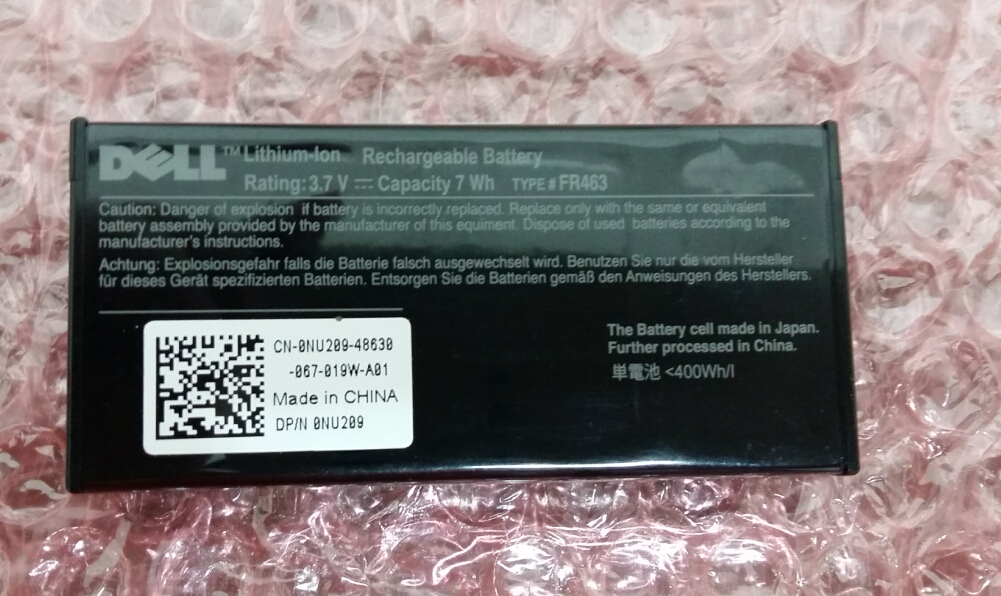 DELL™ Lithium-Ion Rechargeable Battery
Rating: 3.7 V ⎓ Capacity 7 Wh TYPE # FR463
Caution: Danger of explosion if battery is incorrectly replaced. Replace only with the same or equivalent
battery assembly provided by the manufacturer of this equiment. Dispose of used batteries according to the
manufacturer's instructions.
Achtung: Explosionsgefahr falls die Batterie falsch ausgewechselt wird. Benutzen Sie nur die vom Hersteller
für dieses Gerät spezifizierten Batterien. Entsorgen Sie die Batterien gemäß den Anweisungen des Herstellers.
CN-0NU209-48630
-067-019W-A01
Made in CHINA
DP/N 0NU209
The Battery cell made in Japan.
Further processed in China.
単電池 <400Wh/l